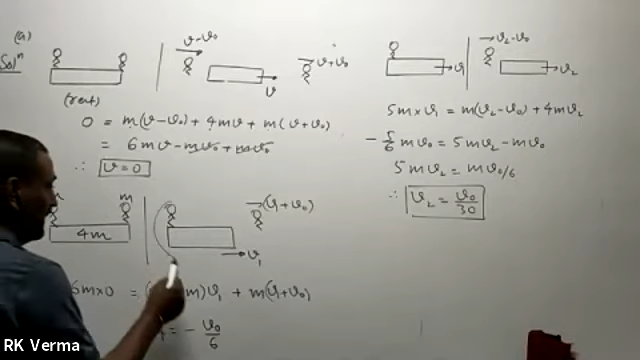 (a)
Solⁿ
v-v₀
v+v₀
v
(rest)
0 = m(v-v₀) + 4mv + m(v+v₀)
= 6mv - mv₀ + mv₀
∴ v=0
m
4m
(v₁+v₀)
v₁
6m×0 = m)v₁ + m(v₁+v₀)
= - v₀/6
v₁
v₂-v₀
v₂
5m×v₁ = m(v₂-v₀) + 4mv₂
- 5/6 mv₀ = 5mv₂ - mv₀
5mv₂ = mv₀/6
∴ v₂ = v₀/30
RK Verma